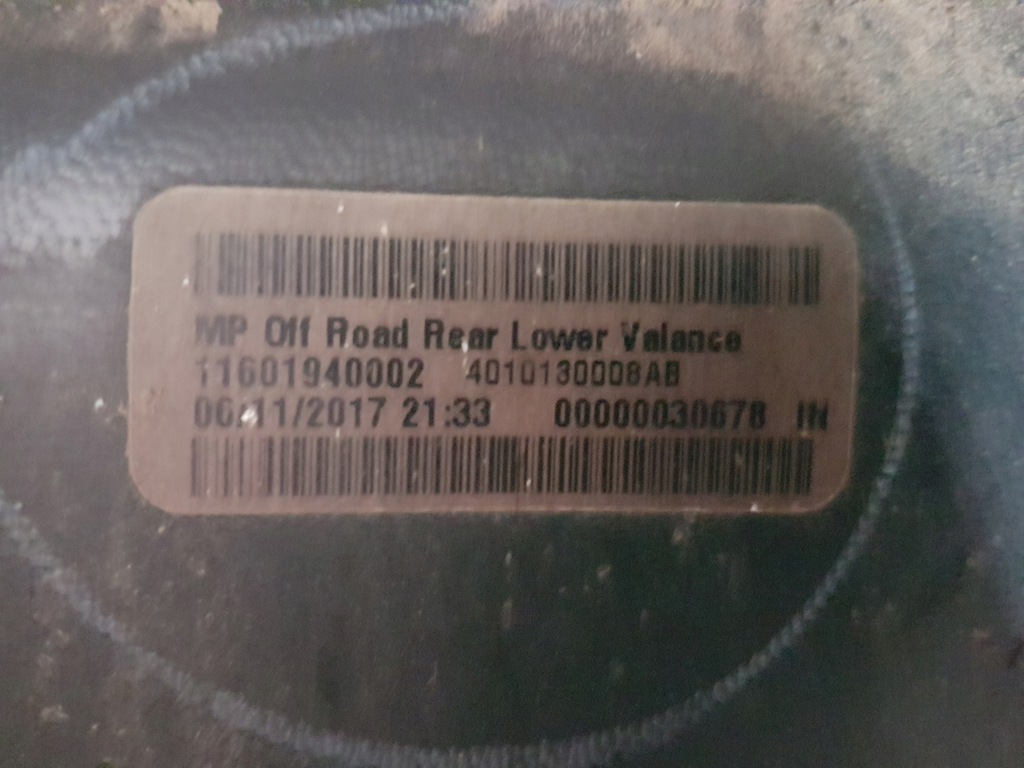 MP Off Road Rear Lower Valance
11601940002 4010130008AB
06/11/2017 21:33 00000030678 IN